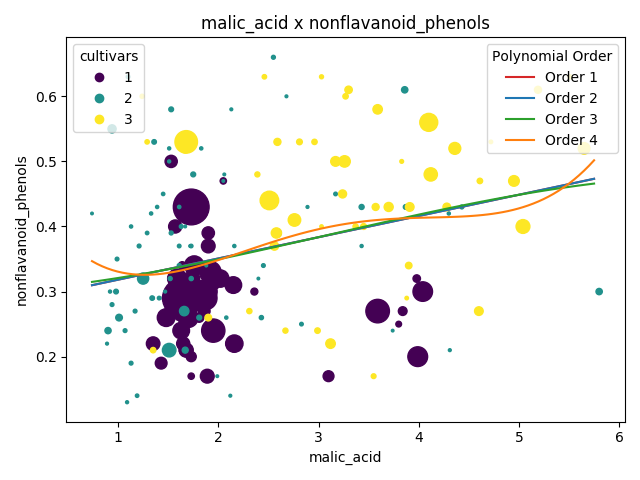 malic_acid x nonflavanoid_phenols
cultivars
1
2
3
Polynomial Order
Order 1
Order 2
Order 3
Order 4
nonflavanoid_phenols
0.6
0.5
0.4
0.3
0.2
1 2 3 4 5 6
malic_acid